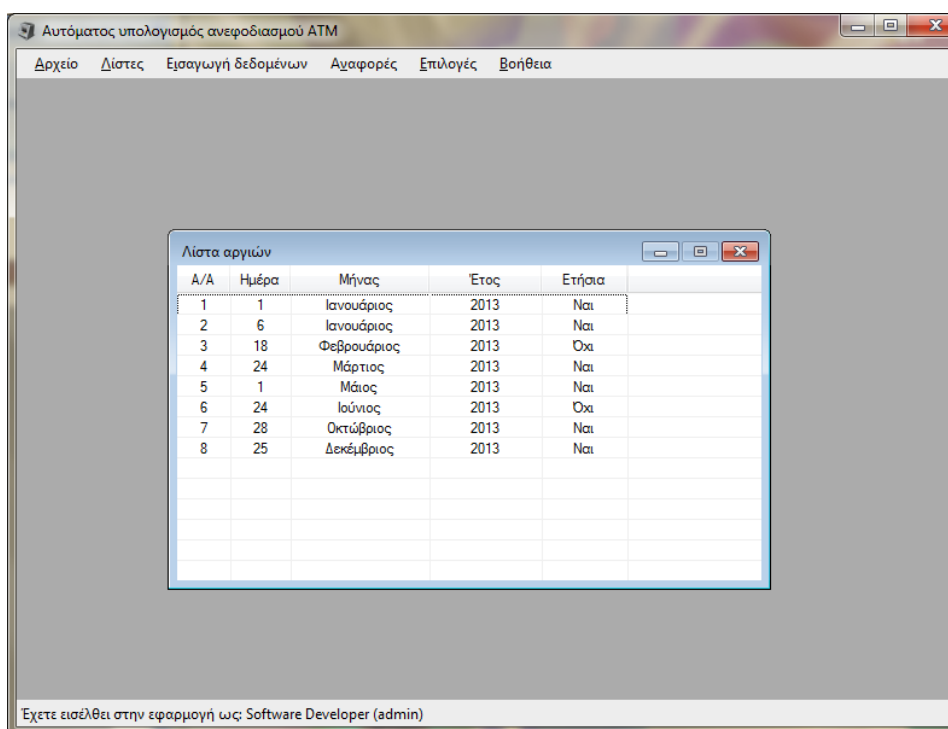 Αυτόματος υπολογισμός ανεφοδιασμού ATM
Αρχείο Λίστες Εισαγωγή δεδομένων Αναφορές Επιλογές Βοήθεια
Λίστα αργιών
Α/Α Ημέρα Μήνας Έτος Ετήσια
1 1 Ιανουάριος 2013 Ναι
2 6 Ιανουάριος 2013 Ναι
3 18 Φεβρουάριος 2013 Όχι
4 24 Μάρτιος 2013 Ναι
5 1 Μάιος 2013 Ναι
6 24 Ιούνιος 2013 Όχι
7 28 Οκτώβριος 2013 Ναι
8 25 Δεκέμβριος 2013 Ναι
Έχετε εισέλθει στην εφαρμογή ως: Software Developer (admin)